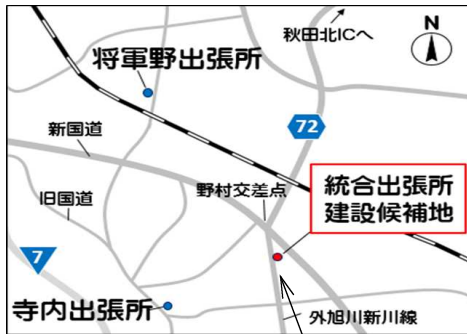 秋田北ICへ
N
将軍野出張所
72
新国道
野村交差点
統合出張所
建設候補地
旧国道
7
寺内出張所
外旭川新川線